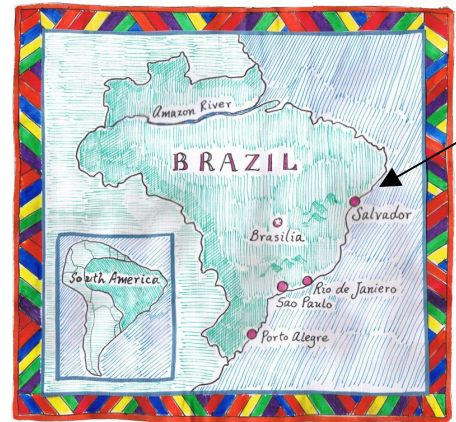 Amazon River
BRAZIL
Salvador
Brasilia
South America
Rio de Janiero
Sao Paulo
Porto Alegre